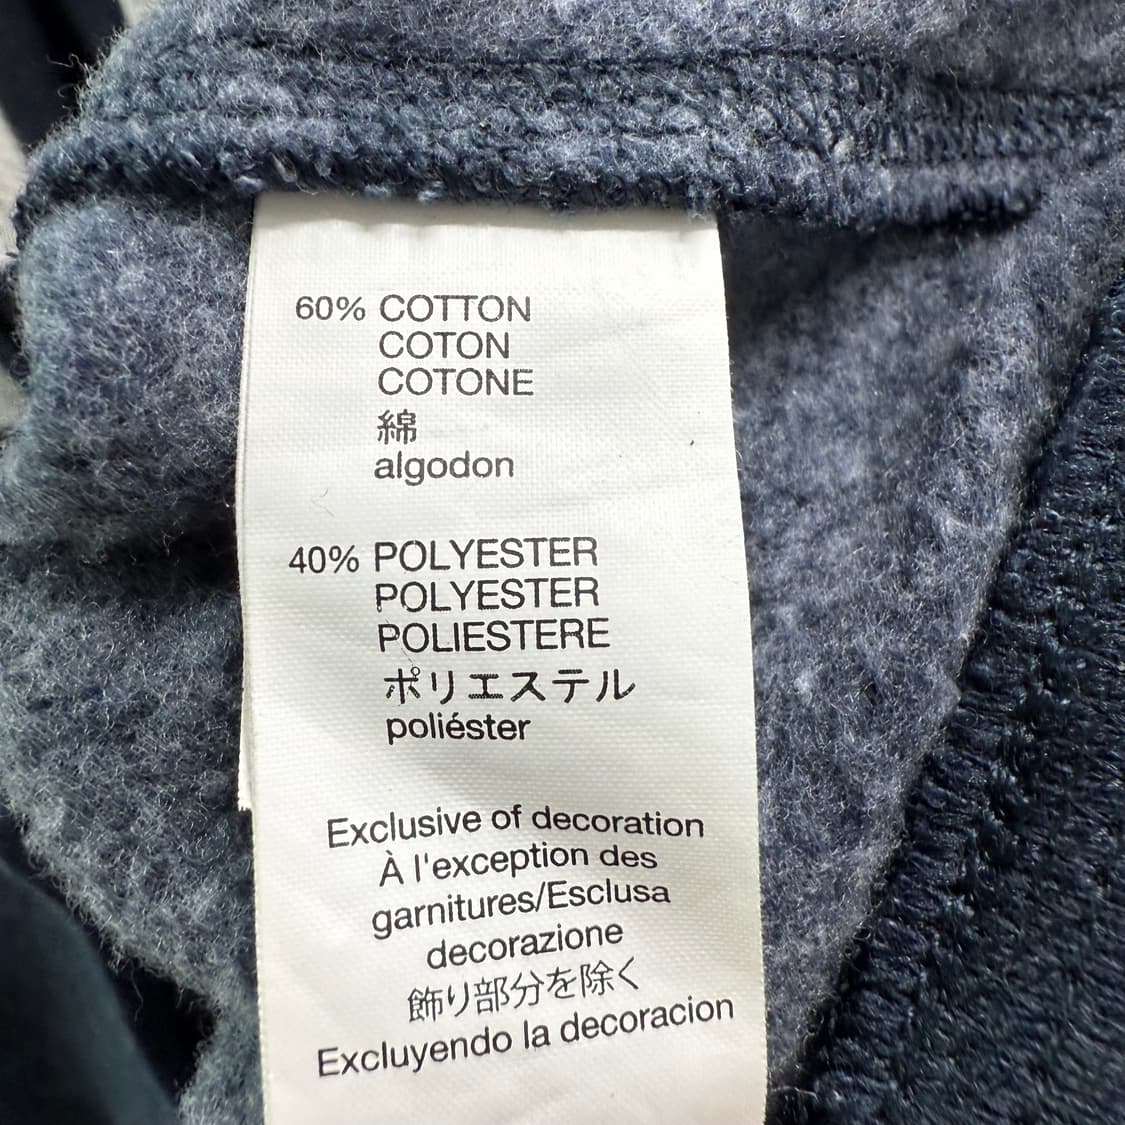 60% COTTON
COTON
COTONE
綿
algodon
40% POLYESTER
POLYESTER
POLIESTERE
ポリエステル
poliéster
Exclusive of decoration
À l'exception des
garnitures/Esclusa
decorazione
飾り部分を除く
Excluyendo la decoracion